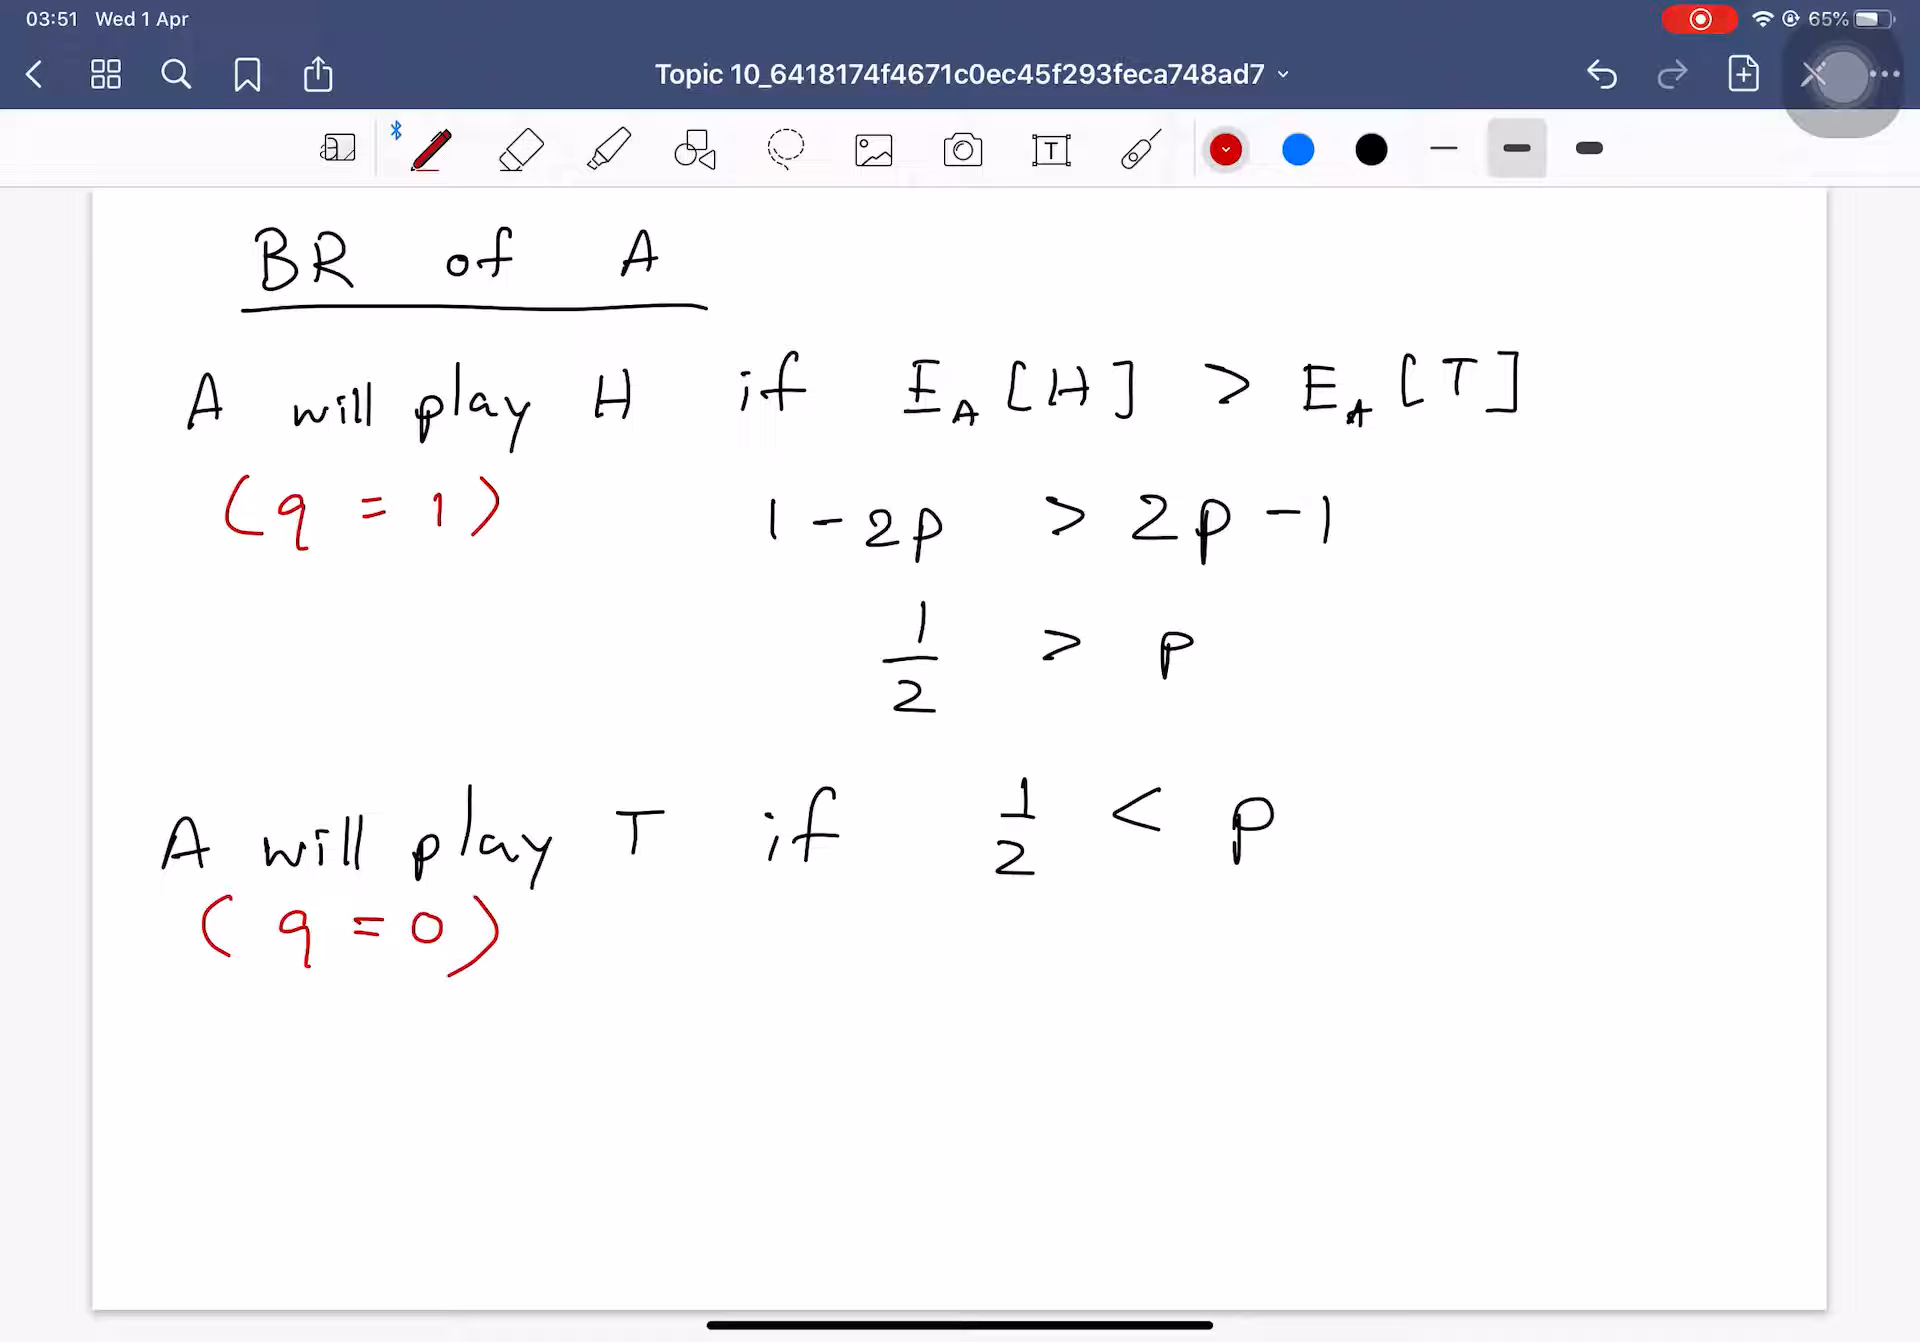 03:51 Wed 1 Apr 65%
Topic 10_6418174f4671c0ec45f293feca748ad7
BR of A
A will play H if E_A [H] > E_A [T]
(q = 1) 1 - 2p > 2p - 1
1/2 > p
A will play T if 1/2 < p
(q = 0)